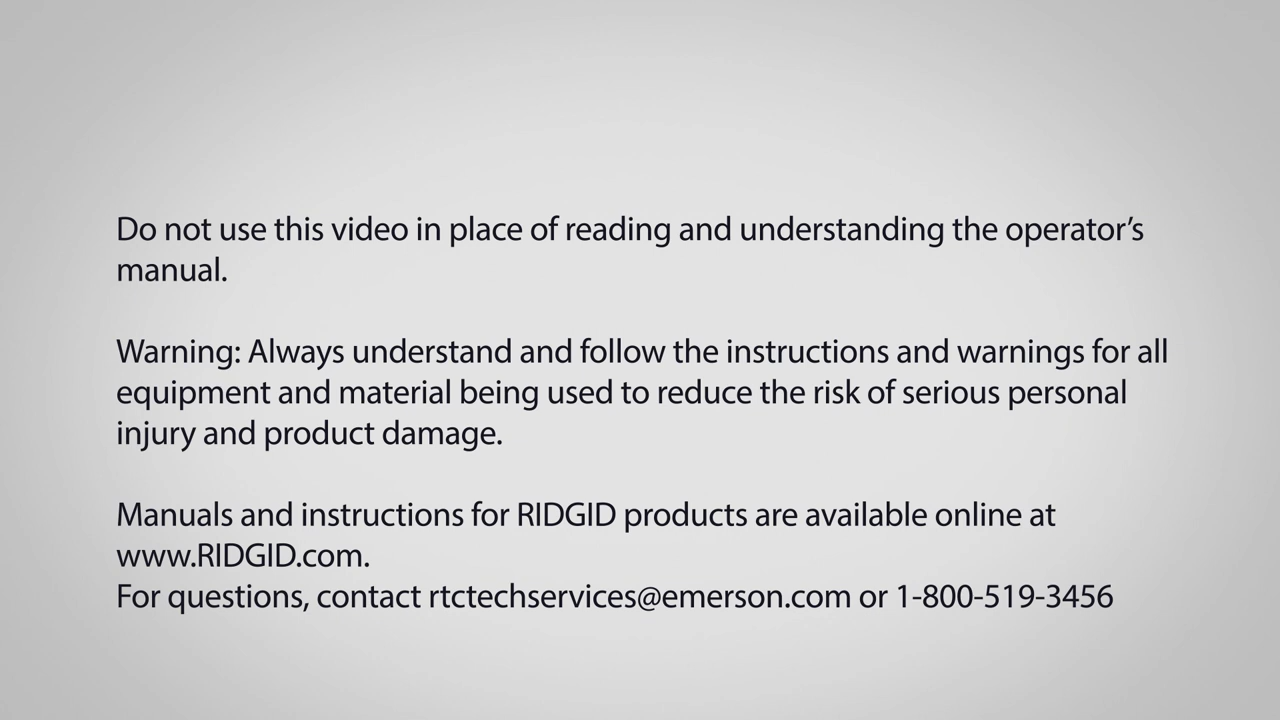 Do not use this video in place of reading and understanding the operator’s
manual.
Warning: Always understand and follow the instructions and warnings for all
equipment and material being used to reduce the risk of serious personal
injury and product damage.
Manuals and instructions for RIDGID products are available online at
www.RIDGID.com.
For questions, contact rtctechservices@emerson.com or 1-800-519-3456